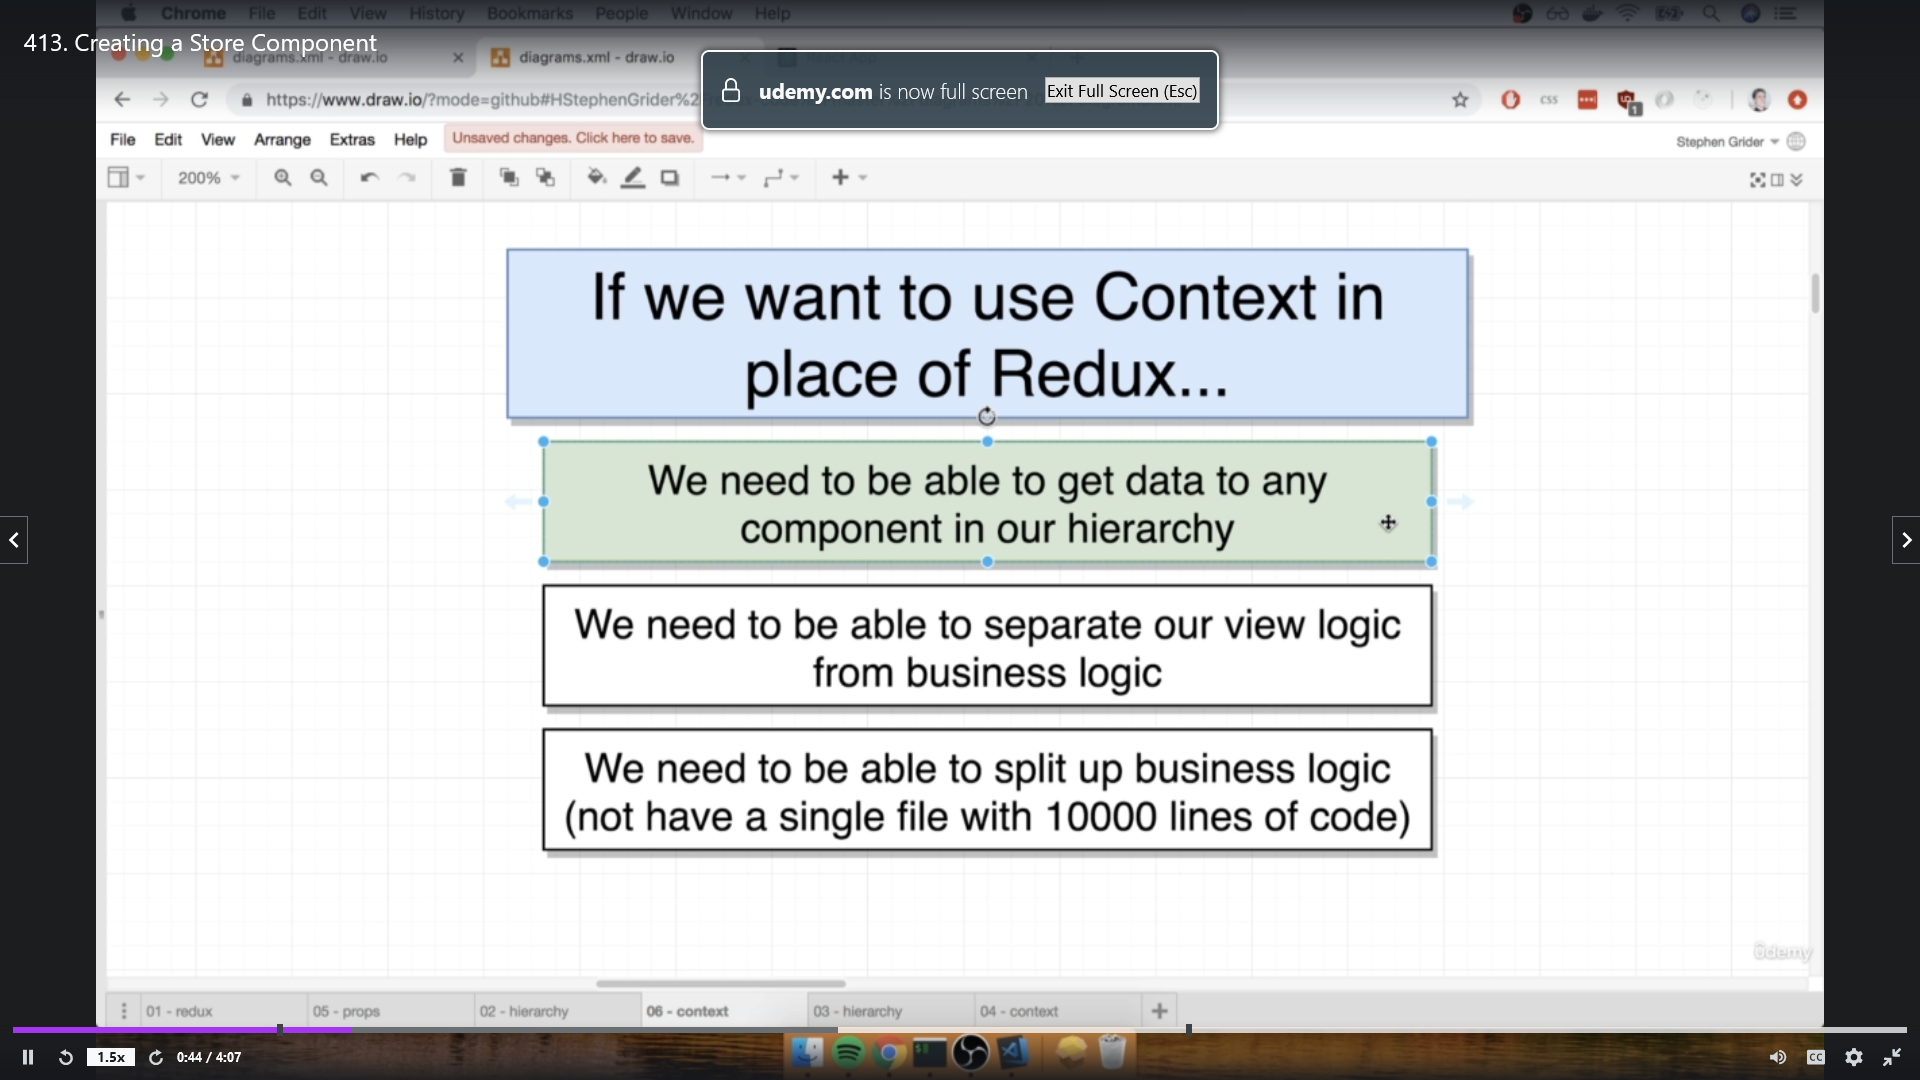 Chrome File Edit View History Bookmarks People Window Help
413. Creating a Store Component
diagrams.xml - draw.io
diagrams.xml - draw.io
udemy.com is now full screen Exit Full Screen (Esc)
https://www.draw.io/?mode=github#HStephenGrider%2
css
1
File Edit View Arrange Extras Help Unsaved changes. Click here to save.
Stephen Grider
200%
If we want to use Context in
place of Redux...
We need to be able to get data to any
component in our hierarchy
We need to be able to separate our view logic
from business logic
We need to be able to split up business logic
(not have a single file with 10000 lines of code)
ûdemy
01 - redux 05 - props 02 - hierarchy 06 - context 03 - hierarchy 04 - context
1.5x 0:44 / 4:07
CC